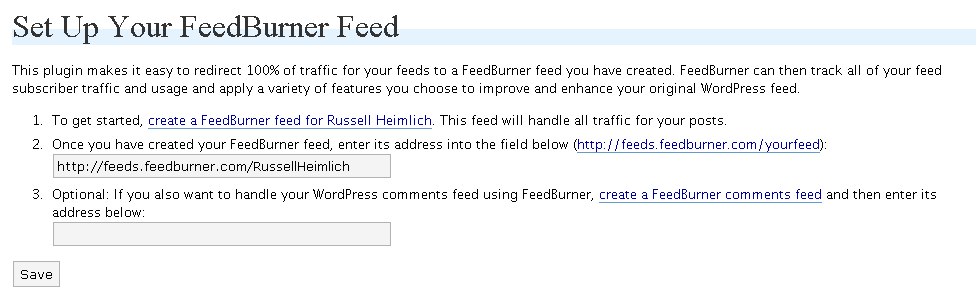 Set Up Your FeedBurner Feed
This plugin makes it easy to redirect 100% of traffic for your feeds to a FeedBurner feed you have created. FeedBurner can then track all of your feed
subscriber traffic and usage and apply a variety of features you choose to improve and enhance your original WordPress feed.
1. To get started, create a FeedBurner feed for Russell Heimlich. This feed will handle all traffic for your posts.
2. Once you have created your FeedBurner feed, enter its address into the field below (http://feeds.feedburner.com/yourfeed):
http://feeds.feedburner.com/RussellHeimlich
3. Optional: If you also want to handle your WordPress comments feed using FeedBurner, create a FeedBurner comments feed and then enter its
address below:
Save